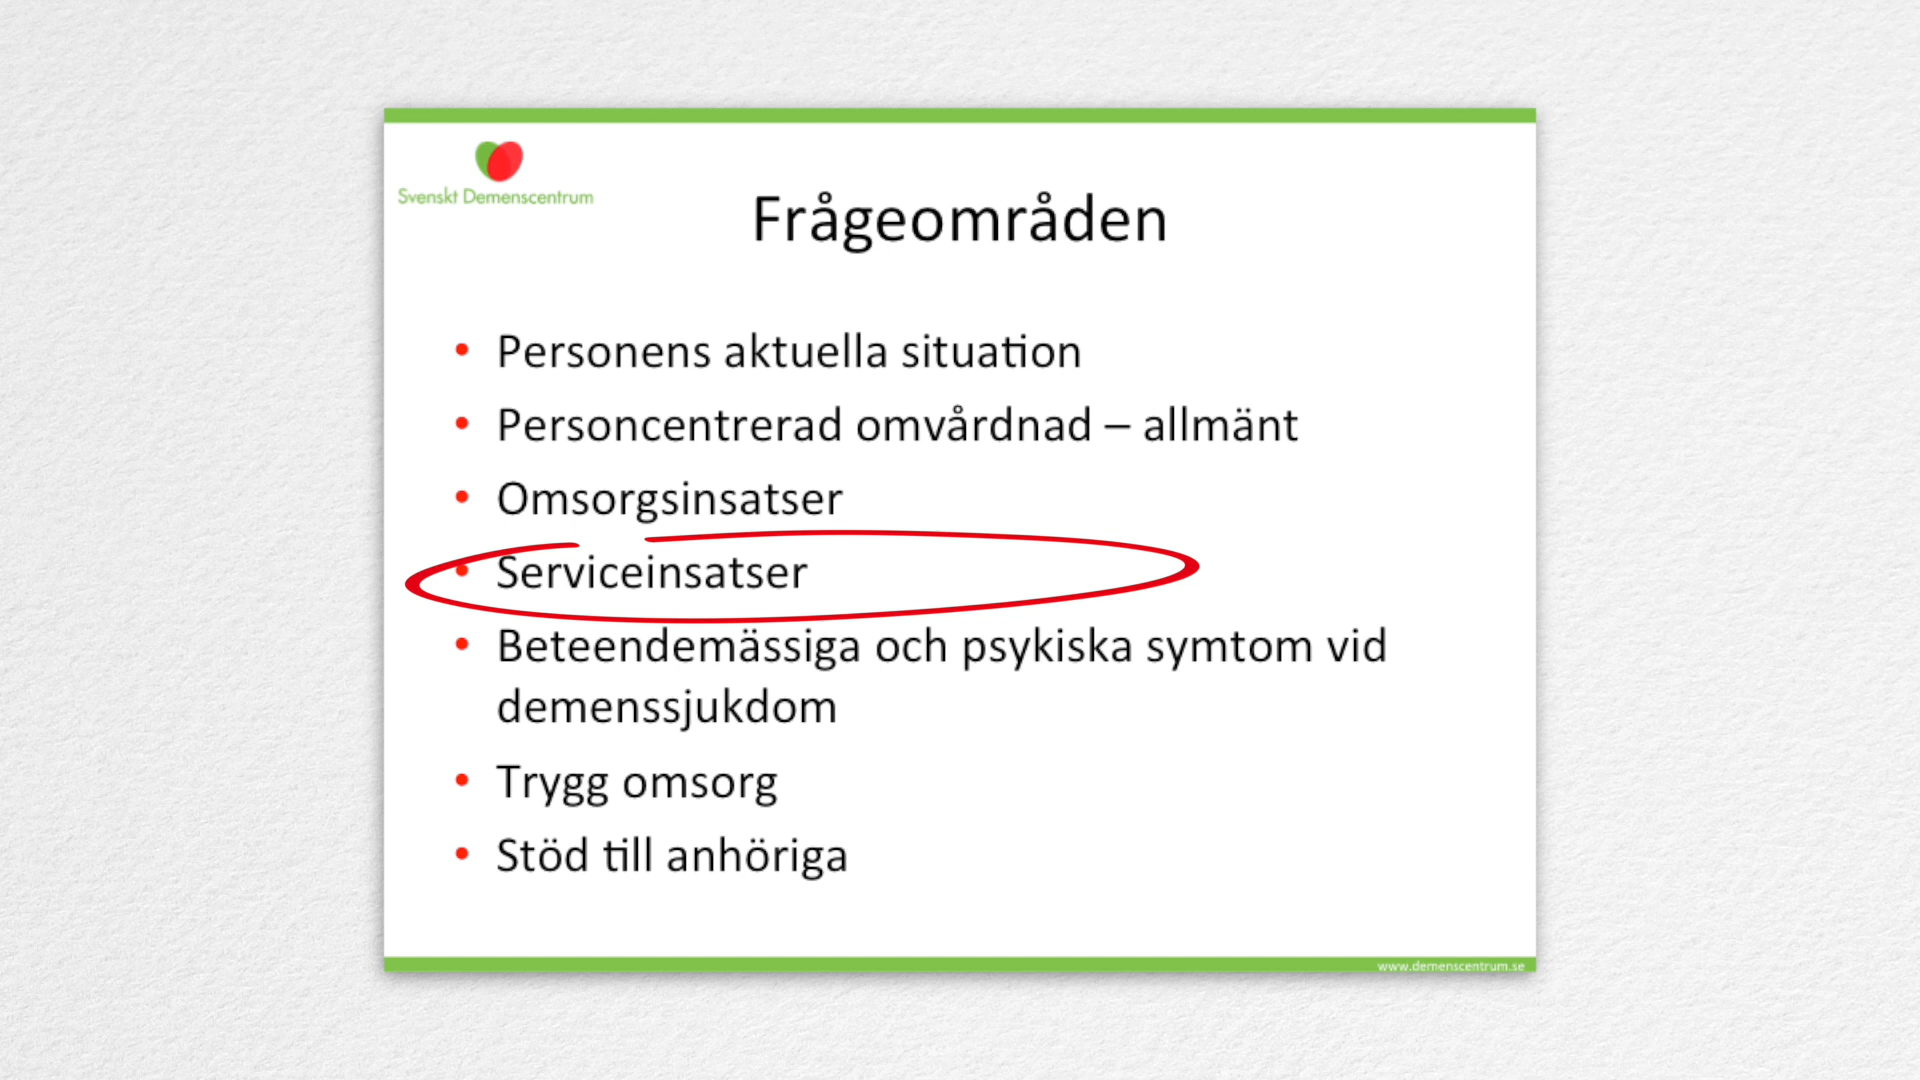 Svenskt Demenscentrum
Frågeområden
• Personens aktuella situation
• Personcentrerad omvårdnad – allmänt
• Omsorgsinsatser
• Serviceinsatser
• Beteendemässiga och psykiska symtom vid
demenssjukdom
• Trygg omsorg
• Stöd till anhöriga
www.demenscentrum.se